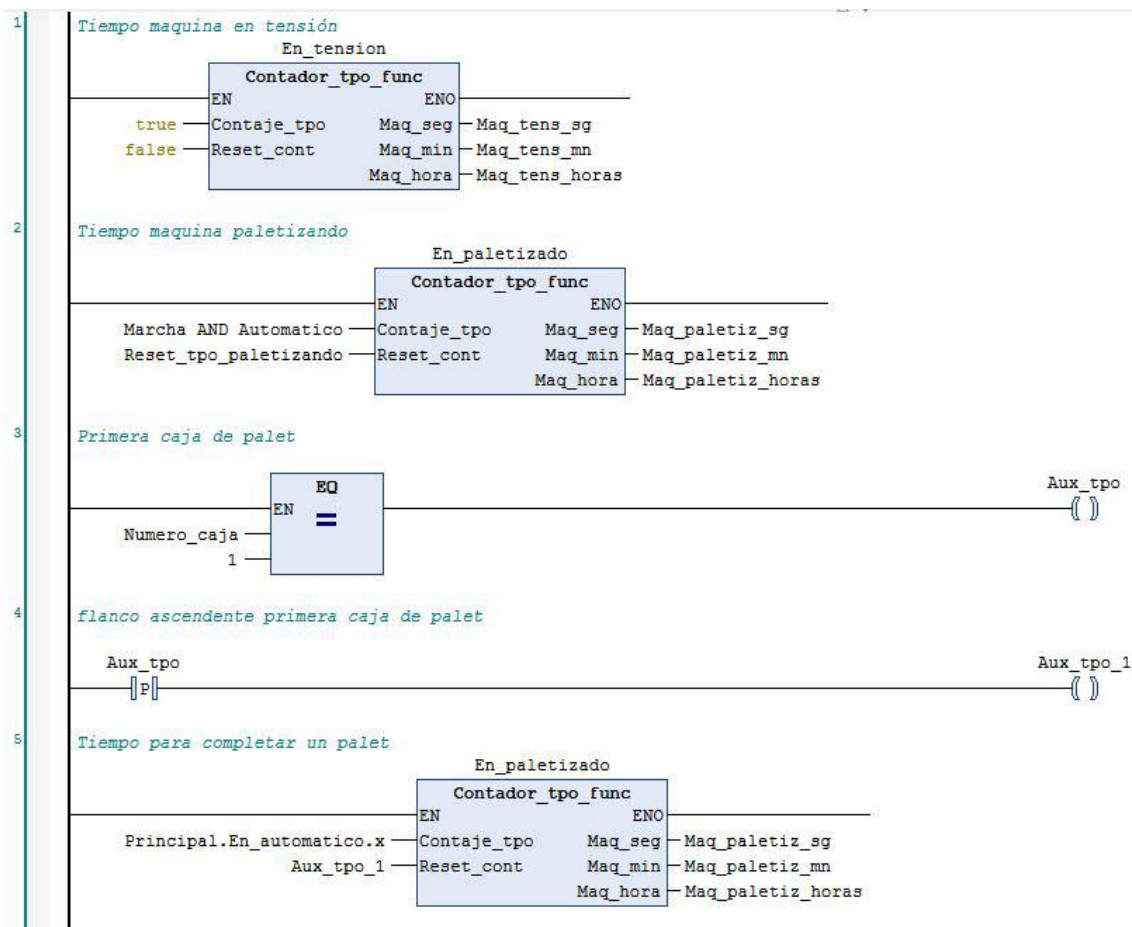 1
Tiempo maquina en tensión
En_tension
Contador_tpo_func
EN ENO
true Contaje_tpo Maq_seg Maq_tens_sg
false Reset_cont Maq_min Maq_tens_mn
Maq_hora Maq_tens_horas
2
Tiempo maquina paletizando
En_paletizado
Contador_tpo_func
EN ENO
Marcha AND Automatico Contaje_tpo Maq_seg Maq_paletiz_sg
Reset_tpo_paletizando Reset_cont Maq_min Maq_paletiz_mn
Maq_hora Maq_paletiz_horas
3
Primera caja de palet
EQ
Aux_tpo
EN =
Numero_caja
1
4
flanco ascendente primera caja de palet
Aux_tpo Aux_tpo_1
P
5
Tiempo para completar un palet
En_paletizado
Contador_tpo_func
EN ENO
Principal.En_automatico.x Contaje_tpo Maq_seg Maq_paletiz_sg
Aux_tpo_1 Reset_cont Maq_min Maq_paletiz_mn
Maq_hora Maq_paletiz_horas